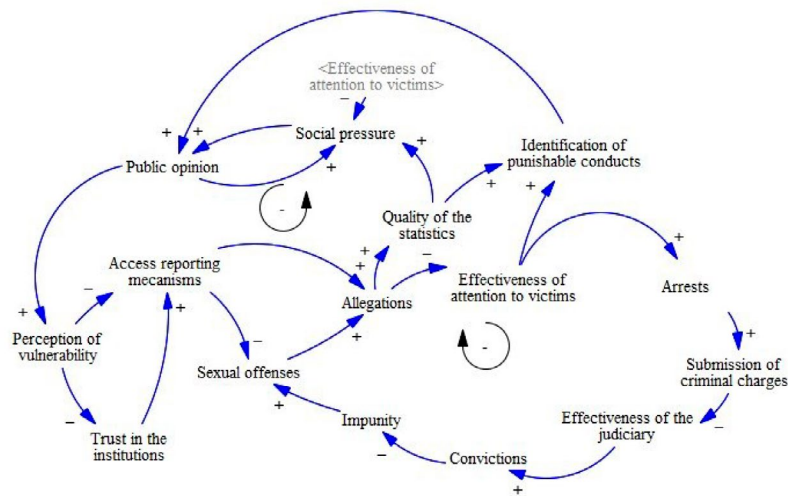 <Effectiveness of
attention to victims>
−
+
+
Social pressure
+
Identification of
punishable conducts
Public opinion
+
+
+
-
Quality of the
statistics
+
Access reporting
mechanisms
+
+
−
Effectiveness of
attention to victims
Arrests
−
+
Allegations
+
Perception of
vulnerability
−
+
-
+
Sexual offenses
Submission of
criminal charges
+
−
Impunity
Effectiveness of the
judiciary
−
Trust in the
institutions
−
Convictions
+